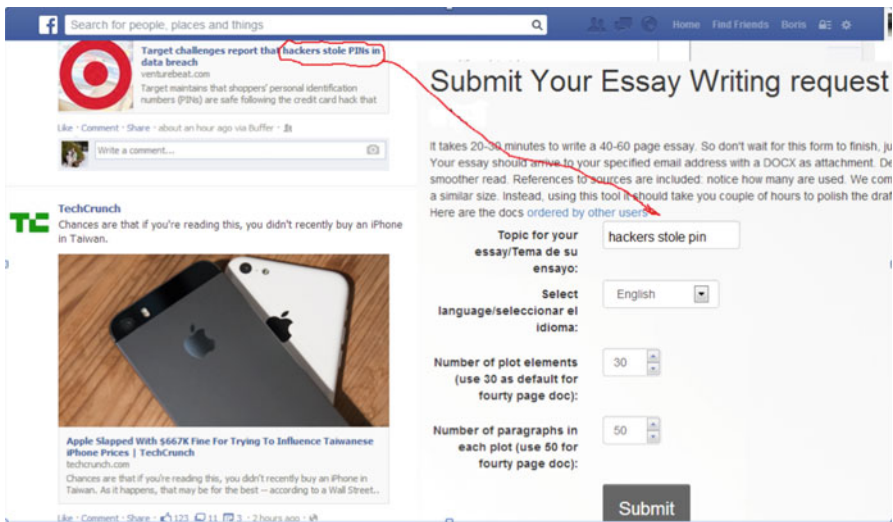 f
Search for people, places and things
Home Find Friends Boris
Target challenges report that hackers stole PINs in
data breach
venturebeat.com
Target maintains that shoppers' personal identification
numbers (PINs) are safe following the credit card hack that
Like · Comment · Share · about an hour ago via Buffer ·
Write a comment...
TechCrunch
Chances are that if you're reading this, you didn't recently buy an iPhone
in Taiwan.
Apple Slapped With $667K Fine For Trying To Influence Taiwanese
iPhone Prices | TechCrunch
techcrunch.com
Chances are that if you're reading this, you didn't recently buy an iPhone in
Taiwan. As it happens, that may be for the best -- according to a Wall Street...
Like · Comment · Share · 123 11 3 · 2 hours ago ·
Submit Your Essay Writing request
It takes 20-30 minutes to write a 40-60 page essay. So don't wait for this form to finish, ju
Your essay should arrive to your specified email address with a DOCX as attachment. De
smoother read. References to sources are included: notice how many are used. We com
a similar size. Instead, using this tool it should take you couple of hours to polish the draf
Here are the docs ordered by other users
Topic for your
essay/Tema de su
ensayo:
hackers stole pin
Select
language/seleccionar el
idioma:
English
Number of plot elements
(use 30 as default for
fourty page doc):
30
Number of paragraphs in
each plot (use 50 for
fourty page doc):
50
Submit